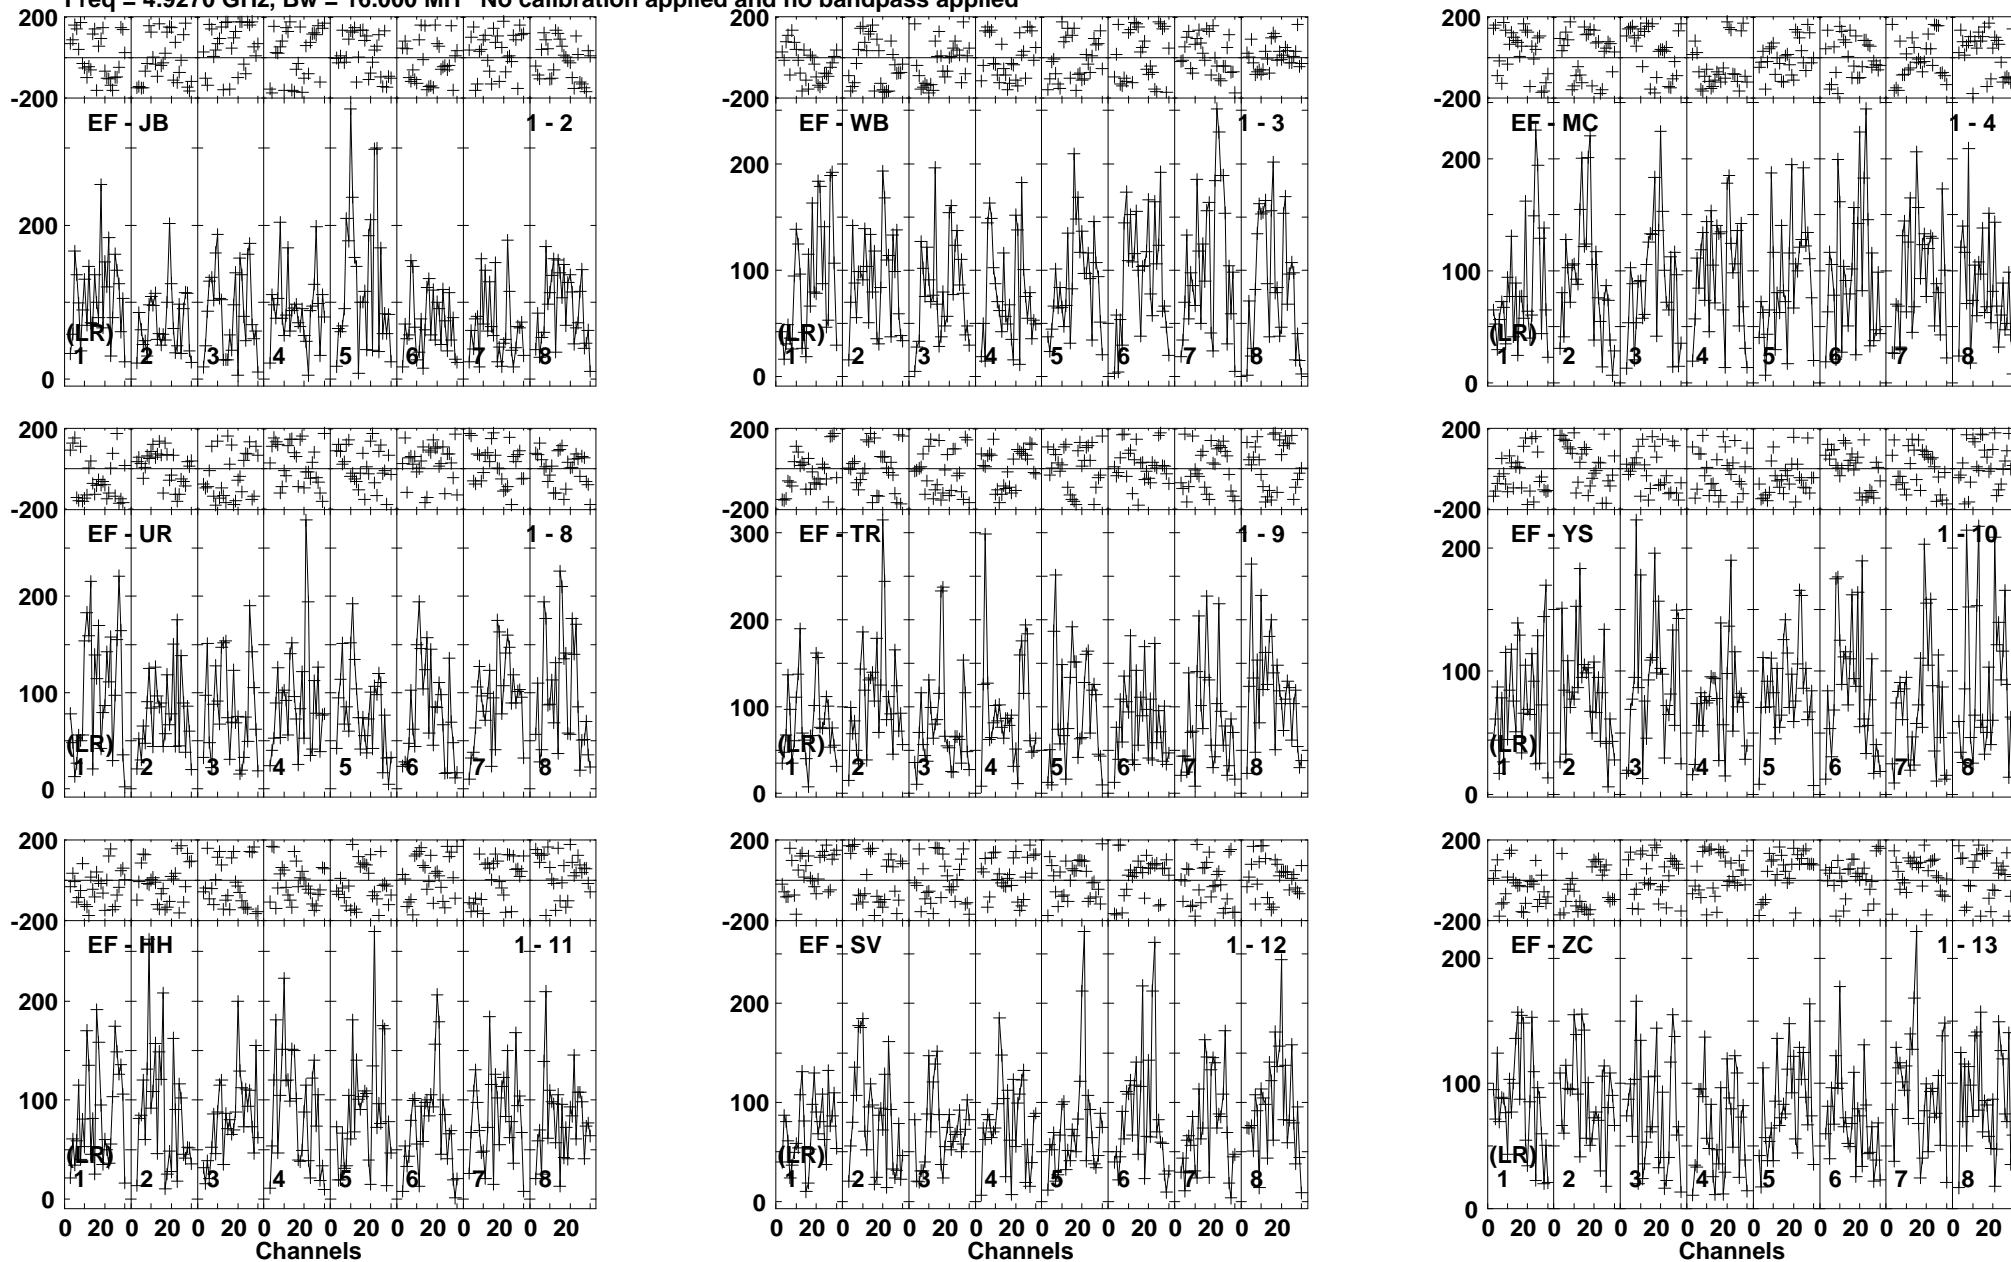 Freq = 4.9270 GHz, Bw = 16.000 MH No calibration applied and no bandpass applied
200
-200
EF - JB 1 - 2
200
0
(LR)
1 2 3 4 5 6 7 8
200
-200
EF - WB 1 - 3
200
100
0
(LR)
1 2 3 4 5 6 7 8
200
-200
EF - MC 1 - 4
200
100
0
(LR)
1 2 3 4 5 6 7 8
200
-200
EF - UR 1 - 8
200
100
0
(LR)
1 2 3 4 5 6 7 8
200
-200
EF - TR 1 - 9
300
200
100
0
(LR)
1 2 3 4 5 6 7 8
200
-200
EF - YS 1 - 10
200
100
0
(LR)
1 2 3 4 5 6 7 8
200
-200
EF - HH 1 - 11
200
100
0
(LR)
1 2 3 4 5 6 7 8
0 20 0 20 0 20 0 20 0 20 0 20 0 20 0 20
Channels
200
-200
EF - SV 1 - 12
200
100
0
(LR)
1 2 3 4 5 6 7 8
0 20 0 20 0 20 0 20 0 20 0 20 0 20 0 20
Channels
200
-200
EF - ZC 1 - 13
200
100
0
(LR)
1 2 3 4 5 6 7 8
0 20 0 20 0 20 0 20 0 20 0 20 0 20 0 20
Channels